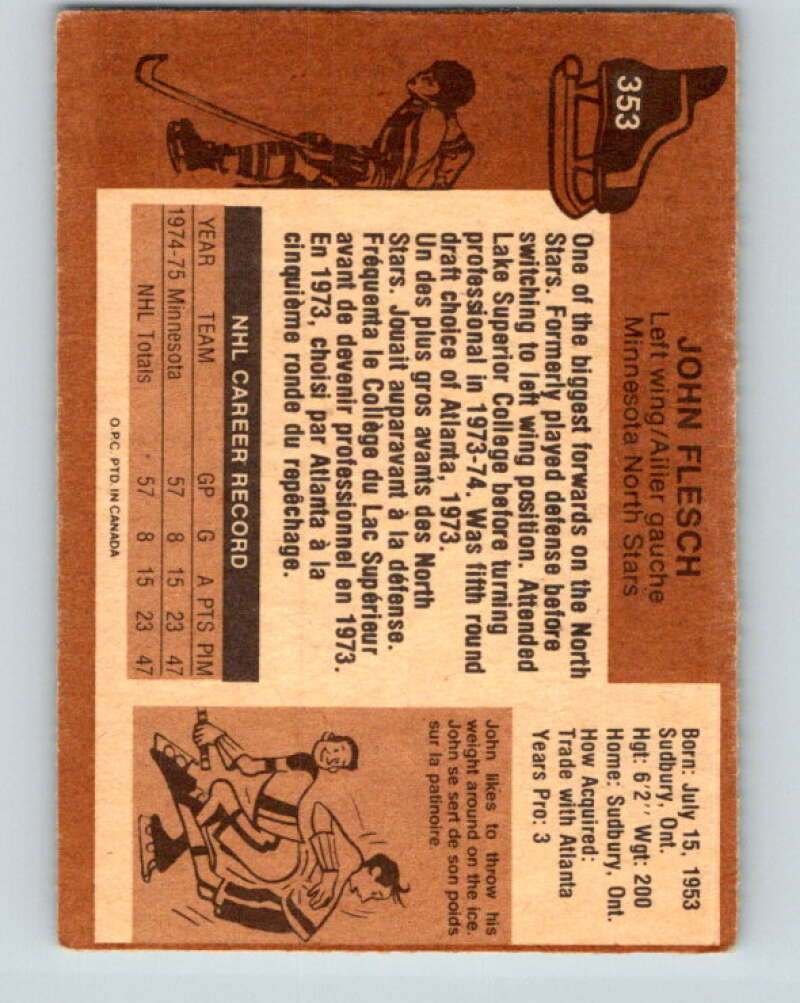 353
JOHN FLESCH
Left wing/Ailier gauche
Minnesota North Stars
Born: July 15, 1953
Sudbury, Ont.
Hgt: 6'2" Wgt: 200
Home: Sudbury, Ont.
How Acquired:
Trade with Atlanta
Years Pro: 3
One of the biggest forwards on the North
Stars. Formerly played defense before
switching to left wing position. Attended
Lake Superior College before turning
professional in 1973-74. Was fifth round
draft choice of Atlanta, 1973.
Un des plus gros avants des North
Stars. Jouait auparavant à la défense.
Fréquenta le Collège du Lac Supérieur
avant de devenir professionnel en 1973.
En 1973, choisi par Atlanta à la
cinquième ronde du repêchage.
NHL CAREER RECORD
YEAR TEAM GP G A PTS PIM
1974-75 Minnesota 57 8 15 23 47
NHL Totals 57 8 15 23 47
O.P.C. PTD. IN CANADA
John likes to throw his
weight around on the ice.
John se sert de son poids
sur la patinoire.